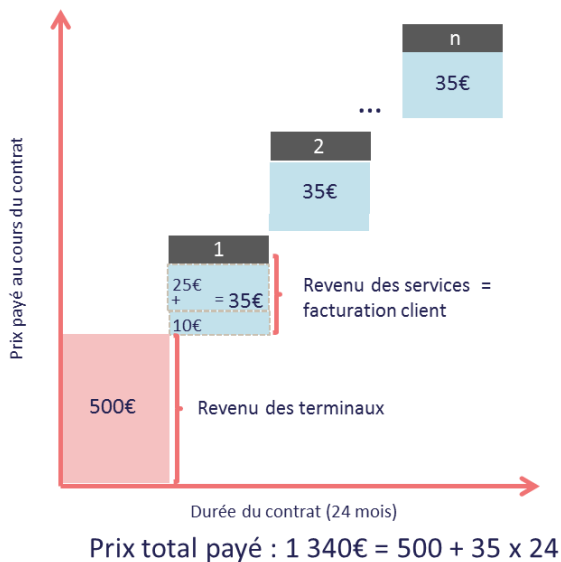 n
35€
...
2
35€
1
25€
+ = 35€
10€
Revenu des services =
facturation client
500€
Revenu des terminaux
Prix payé au cours du contrat
Durée du contrat (24 mois)
Prix total payé : 1 340€ = 500 + 35 x 24